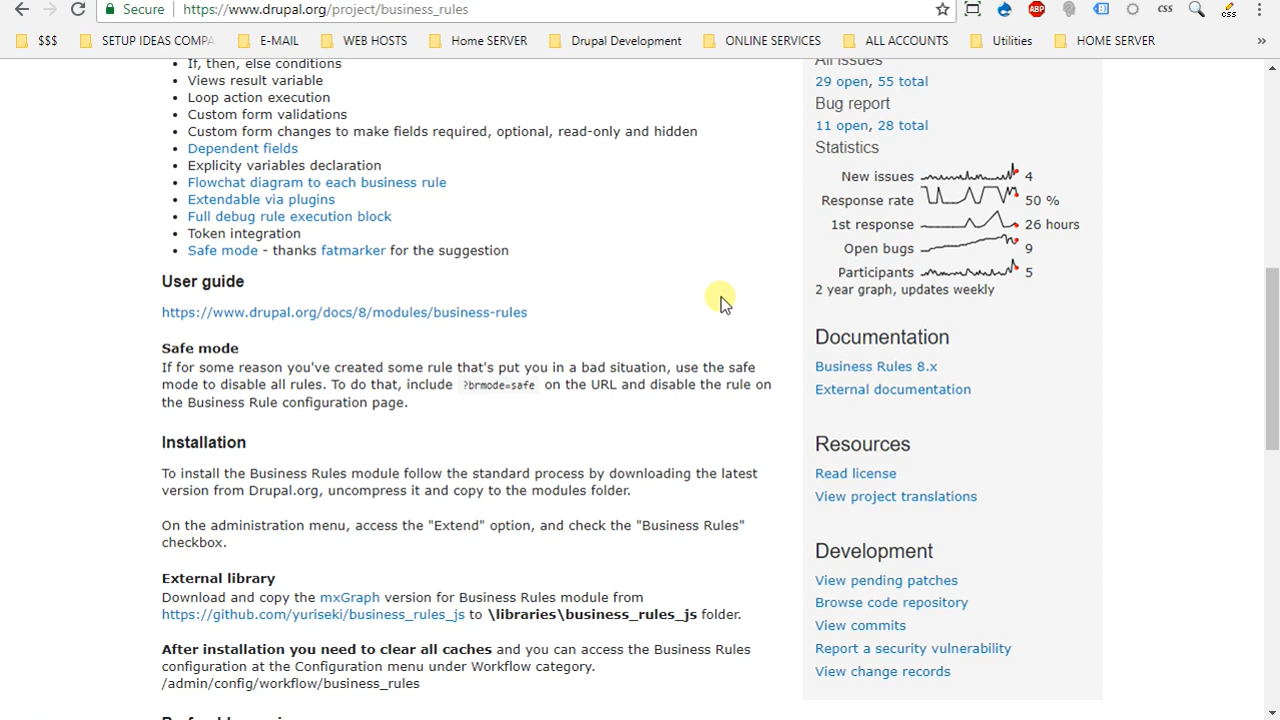 Secure
https://www.drupal.org/project/business_rules
ABP
css
css
$$$
SETUP IDEAS COMPA
E-MAIL
WEB HOSTS
Home SERVER
Drupal Development
ONLINE SERVICES
ALL ACCOUNTS
Utilities
HOME SERVER
»
If, then, else conditions
Views result variable
Loop action execution
Custom form validations
Custom form changes to make fields required, optional, read-only and hidden
Dependent fields
Explicity variables declaration
Flowchat diagram to each business rule
Extendable via plugins
Full debug rule execution block
Token integration
Safe mode - thanks fatmarker for the suggestion
User guide
https://www.drupal.org/docs/8/modules/business-rules
Safe mode
If for some reason you've created some rule that's put you in a bad situation, use the safe
mode to disable all rules. To do that, include ?brmode=safe on the URL and disable the rule on
the Business Rule configuration page.
Installation
To install the Business Rules module follow the standard process by downloading the latest
version from Drupal.org, uncompress it and copy to the modules folder.
On the administration menu, access the "Extend" option, and check the "Business Rules"
checkbox.
External library
Download and copy the mxGraph version for Business Rules module from
https://github.com/yuriseki/business_rules_js to \libraries\business_rules_js folder.
After installation you need to clear all caches and you can access the Business Rules
configuration at the Configuration menu under Workflow category.
/admin/config/workflow/business_rules
All issues
29 open, 55 total
Bug report
11 open, 28 total
Statistics
New issues 4
Response rate 50 %
1st response 26 hours
Open bugs 9
Participants 5
2 year graph, updates weekly
Documentation
Business Rules 8.x
External documentation
Resources
Read license
View project translations
Development
View pending patches
Browse code repository
View commits
Report a security vulnerability
View change records